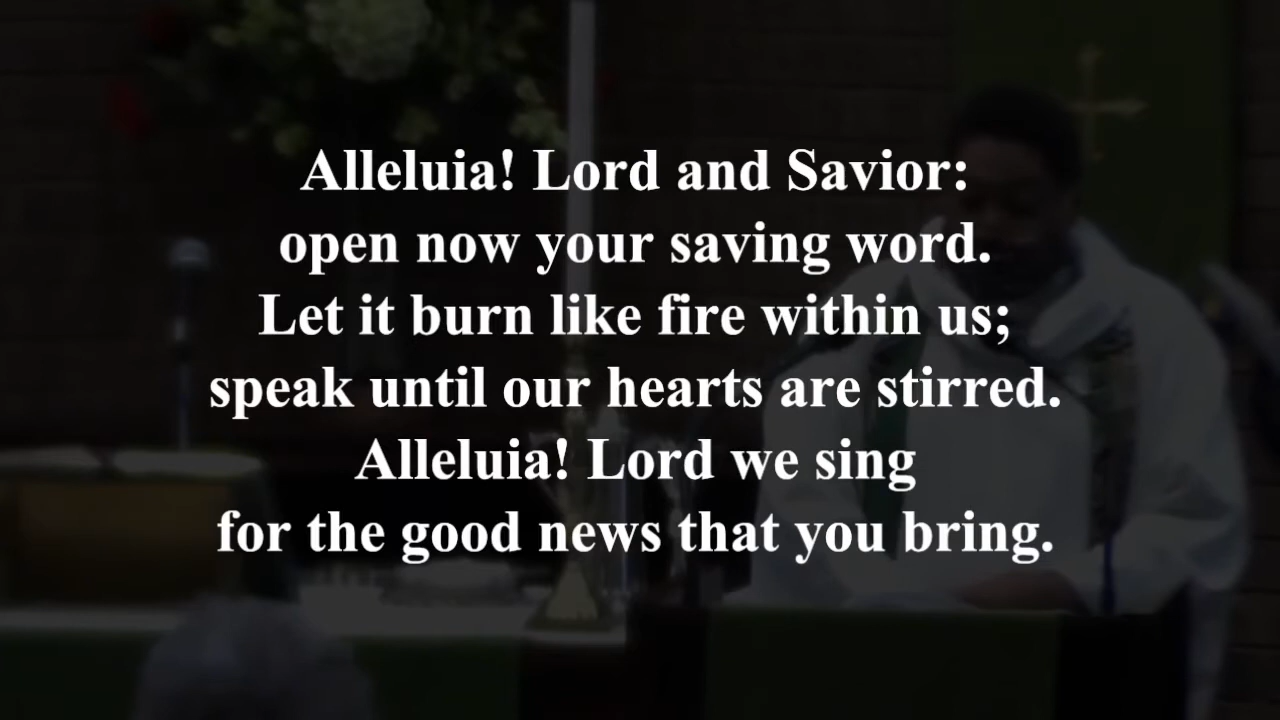 Alleluia! Lord and Savior:
open now your saving word.
Let it burn like fire within us;
speak until our hearts are stirred.
Alleluia! Lord we sing
for the good news that you bring.